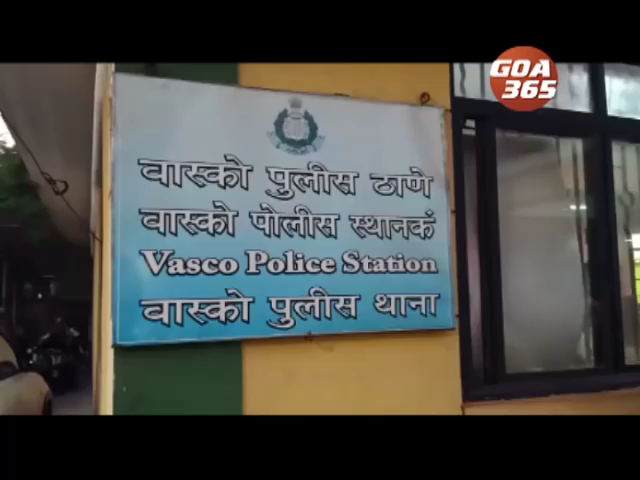 GOA
365
वास्को पुलीस ठाणे
वास्को पोलीस स्थानकं
Vasco Police Station
वास्को पुलीस थाना